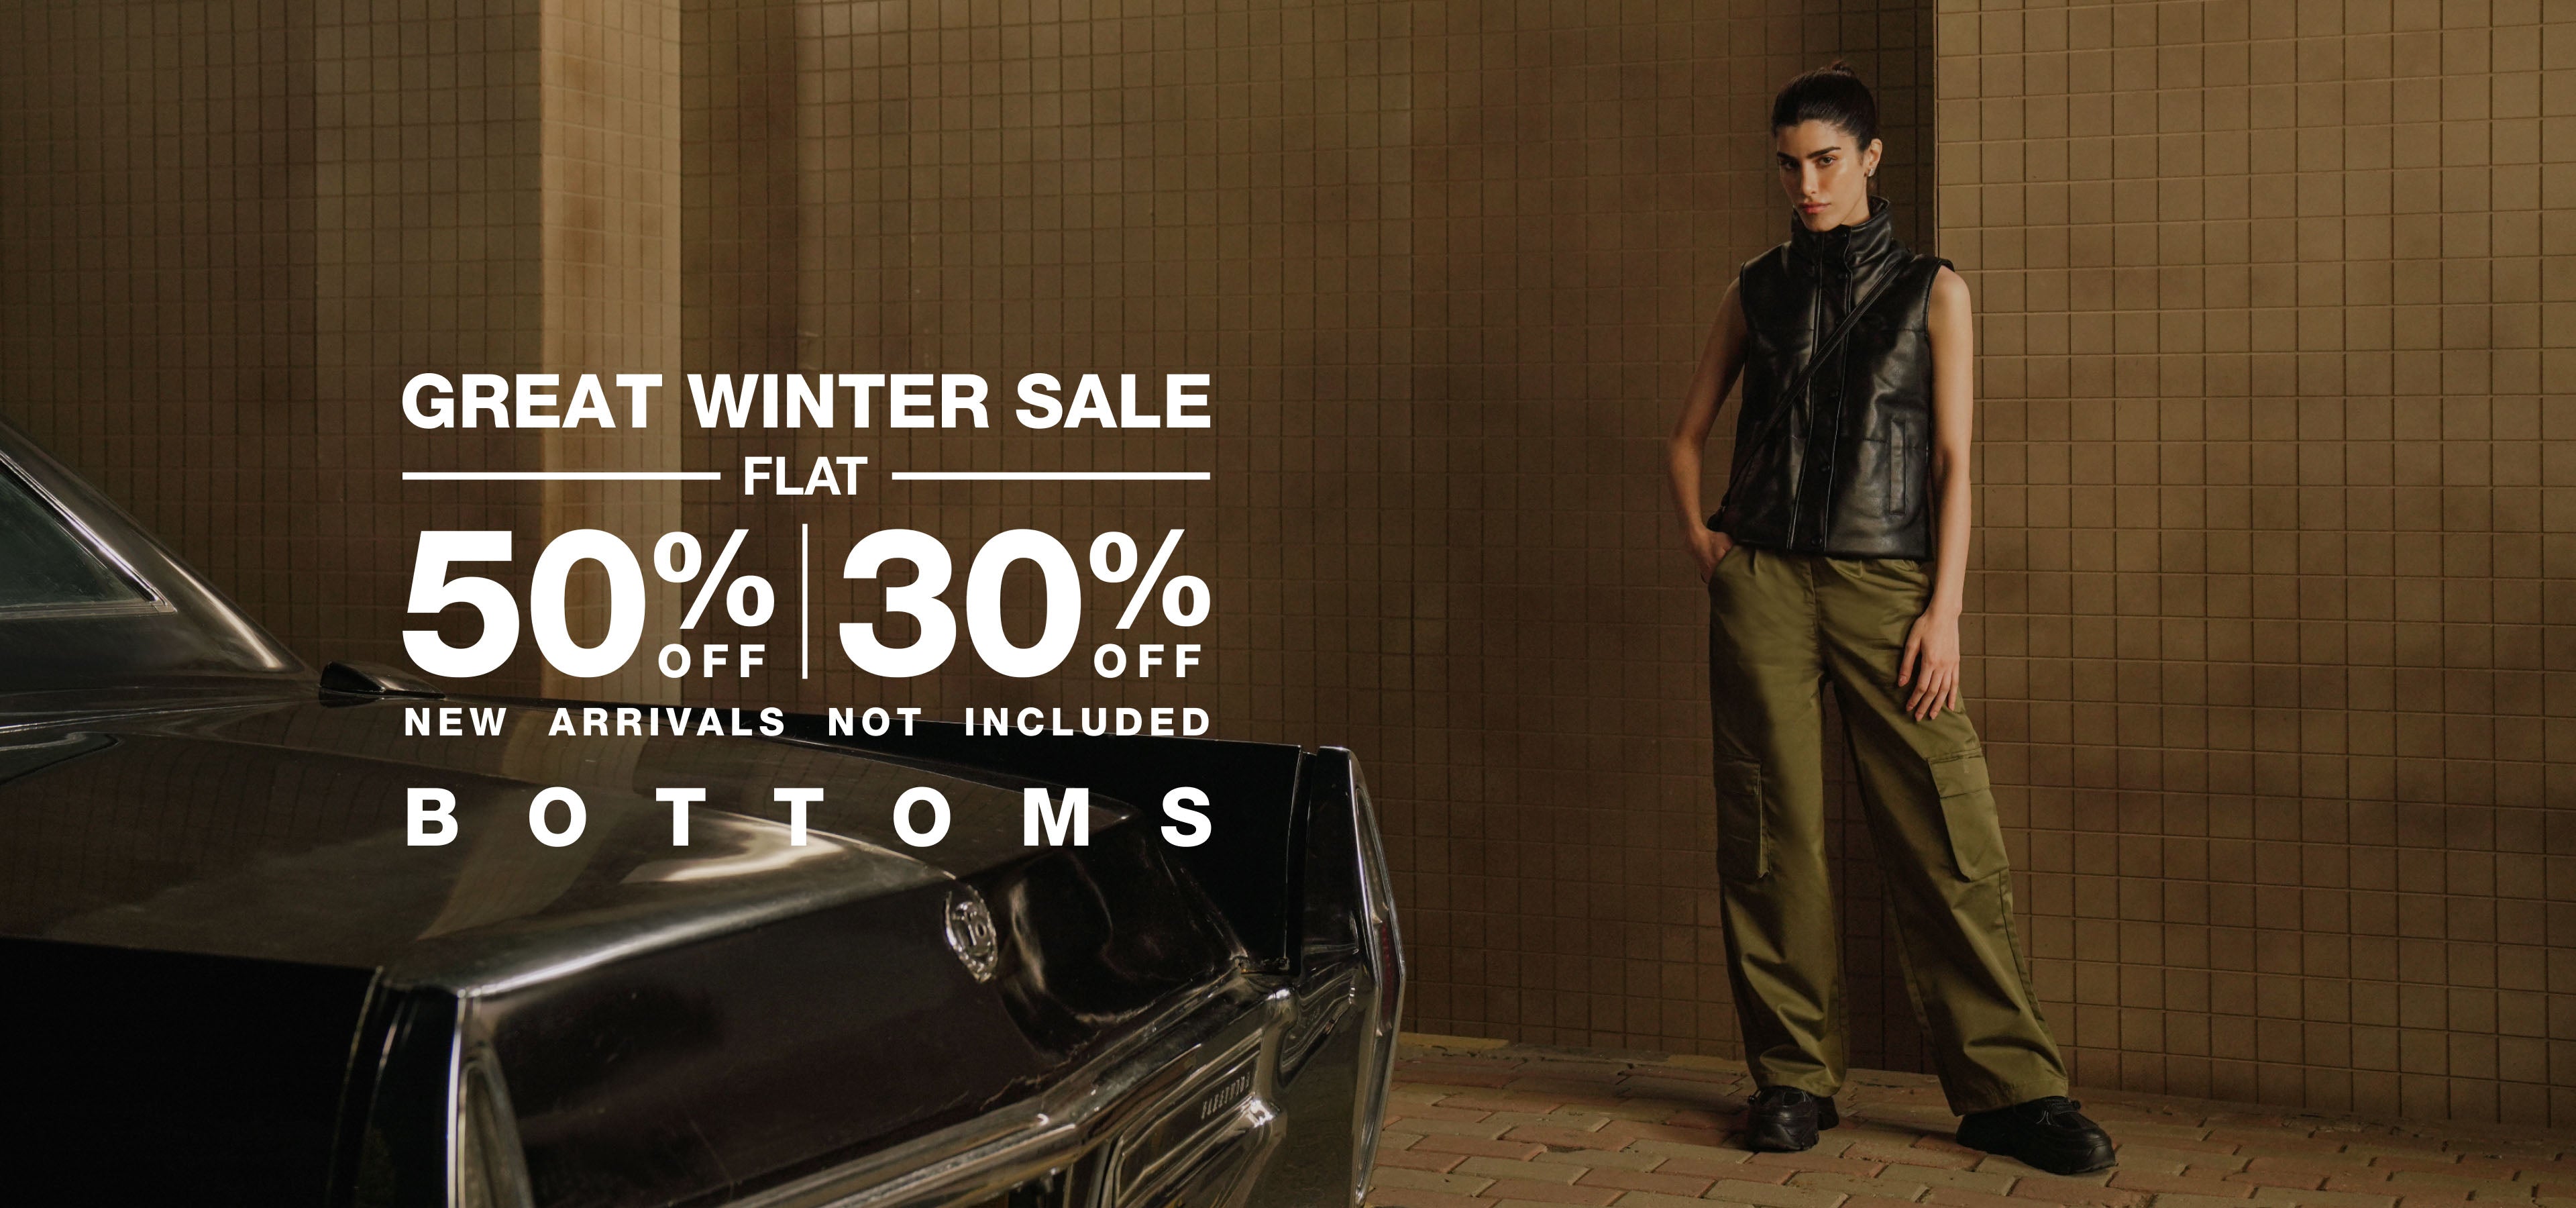 GREAT WINTER SALE
FLAT
50% OFF | 30% OFF
NEW ARRIVALS NOT INCLUDED
BOTTOMS